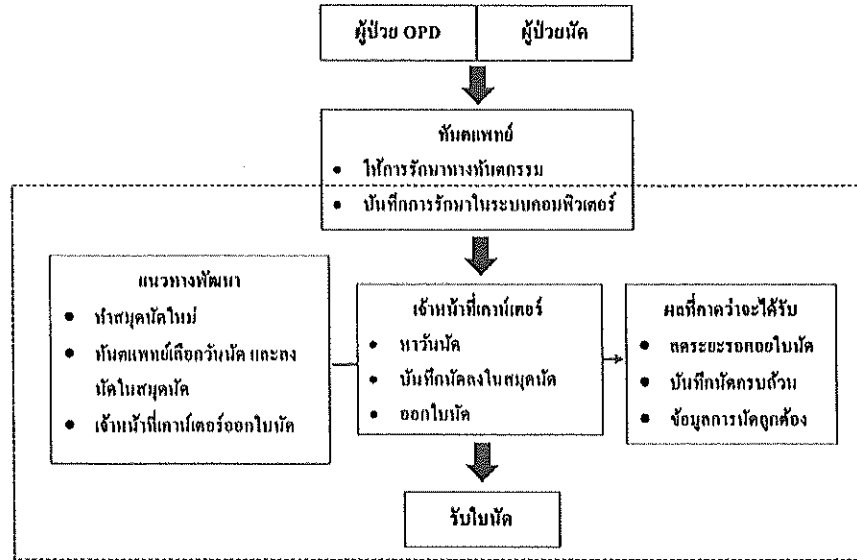 ผู้ป่วย OPD
ผู้ป่วยนัด
ทันตแพทย์
● ให้การรักษาทางทันตกรรม
● บันทึกการรักษาในระบบคอมพิวเตอร์
แนวทางพัฒนา
● ทำสมุดนัดใหม่
● ทันตแพทย์เลือกวันนัด และลง
นัดในสมุดนัด
● เจ้าหน้าที่เคาน์เตอร์ออกใบนัด
เจ้าหน้าที่เคาน์เตอร์
● หาวันนัด
● บันทึกนัดลงในสมุดนัด
● ออกใบนัด
ผลที่คาดว่าจะได้รับ
● ลดระยะรอคอยใบนัด
● บันทึกนัดครบถ้วน
● ข้อมูลการนัดถูกต้อง
รับใบนัด